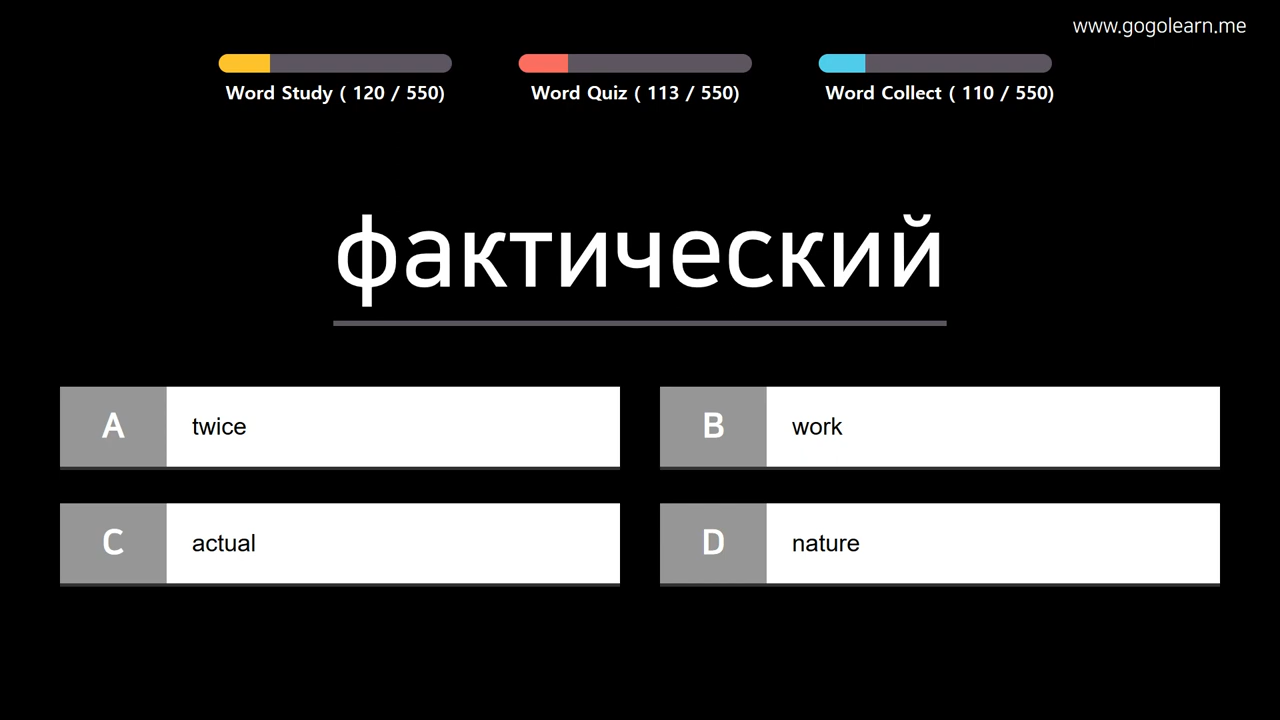 www.gogolearn.me
Word Study ( 120 / 550)
Word Quiz ( 113 / 550)
Word Collect ( 110 / 550)
фактический
A twice
B work
C actual
D nature